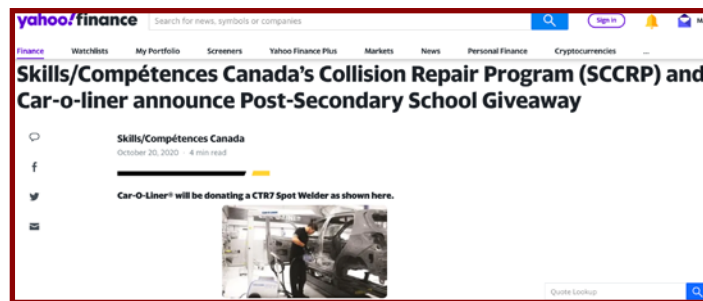 yahoo!finance
Search for news, symbols or companies
Sign in
Finance Watchlists My Portfolio Screeners Yahoo Finance Plus Markets News Personal Finance Cryptocurrencies ...
Skills/Compétences Canada's Collision Repair Program (SCCRP) and
Car-o-liner announce Post-Secondary School Giveaway
Skills/Compétences Canada
October 20, 2020 · 4 min read
Car-O-Liner® will be donating a CTR7 Spot Welder as shown here.
Quote Lookup